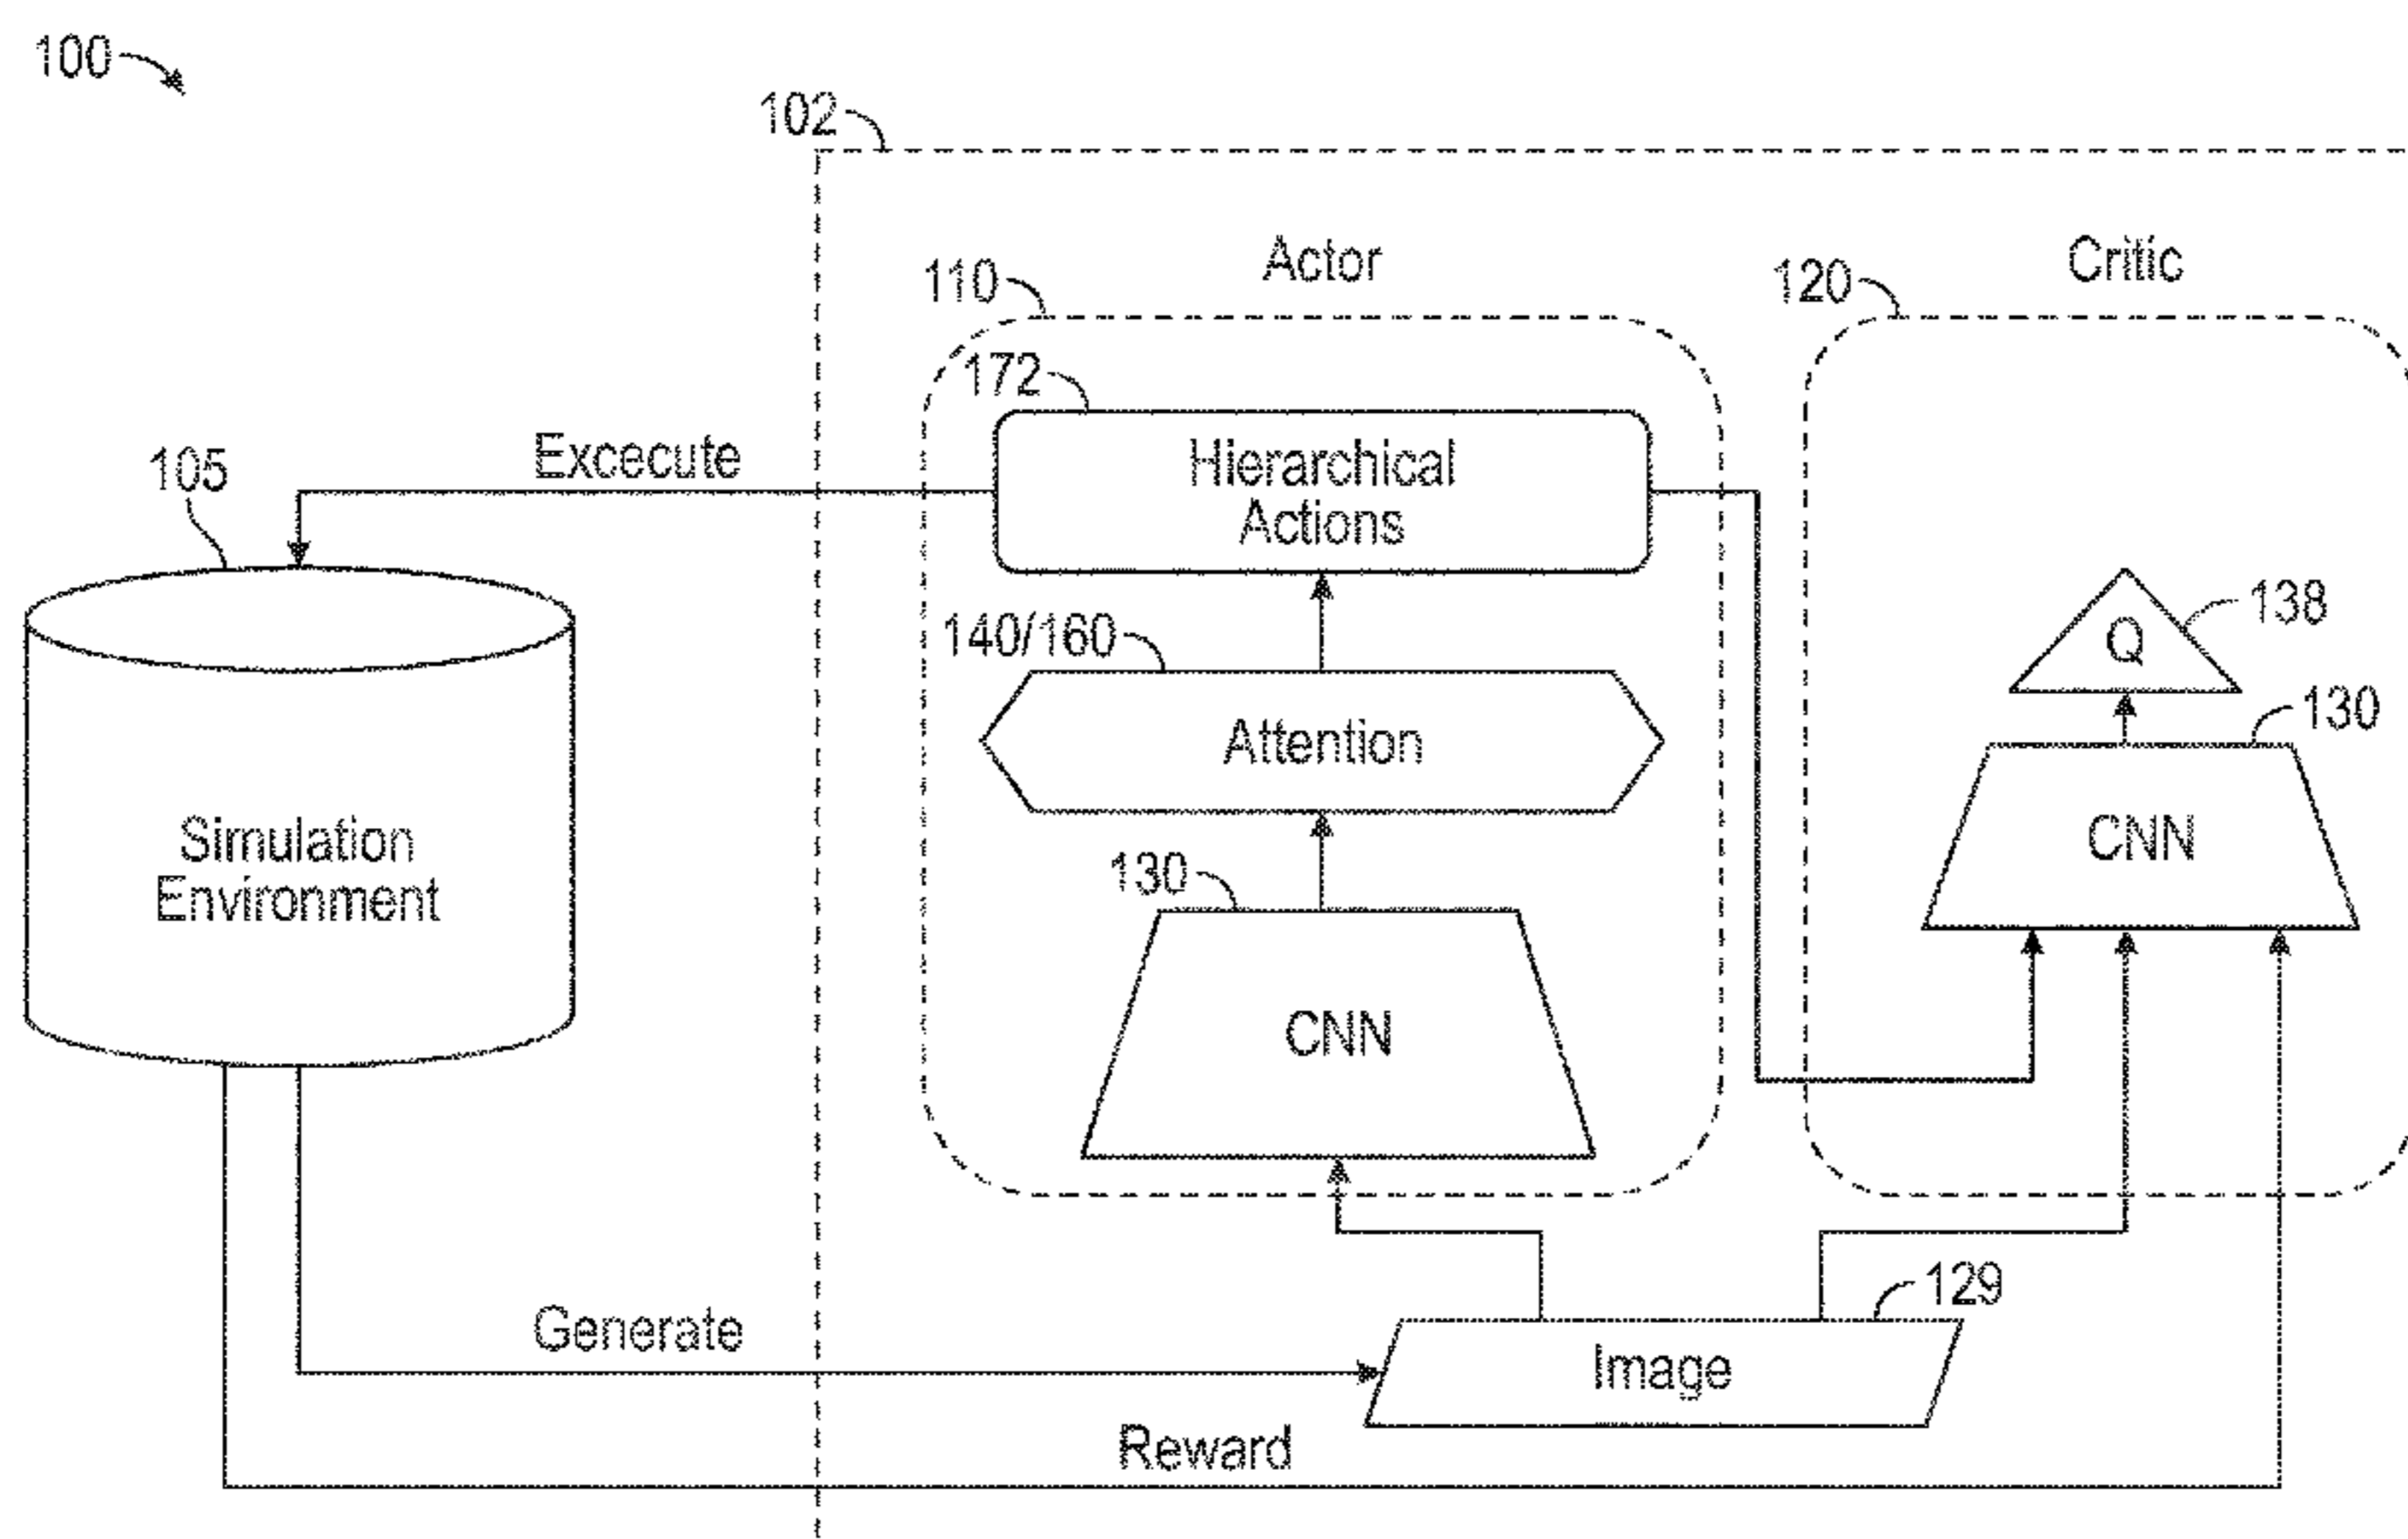 100
102
Actor
Critic
110
120
172
Hierarchical
Actions
Excecute
105
140/160
138
Q
Attention
130
Simulation
Environment
CNN
130
CNN
129
Generate
Image
Reward